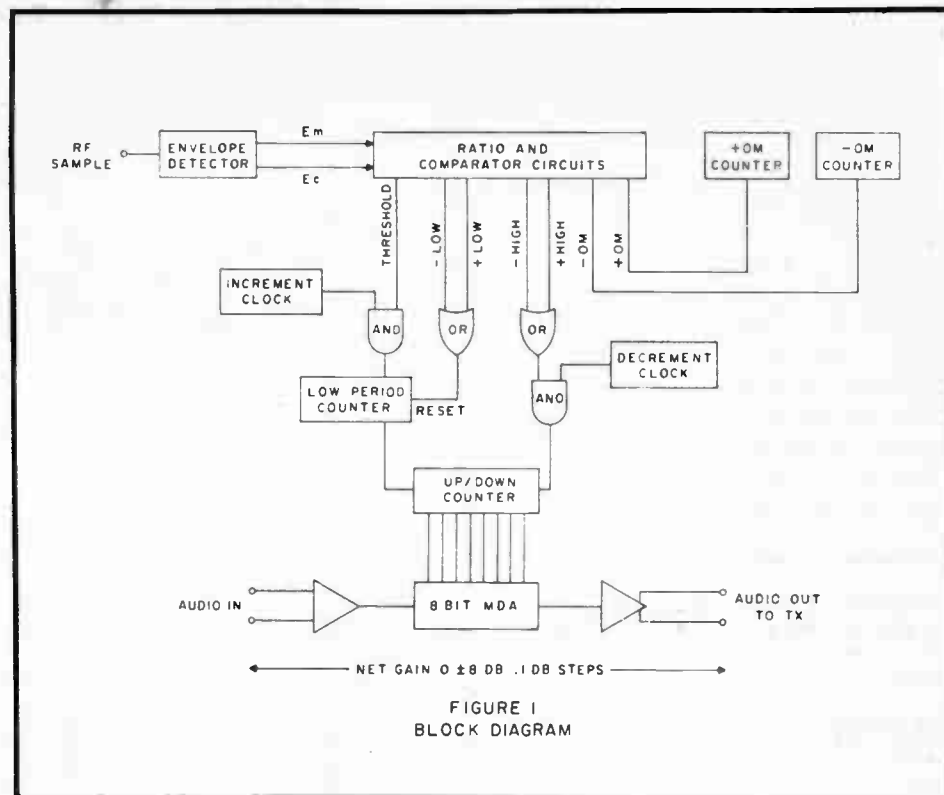 RF
SAMPLE
ENVELOPE
DETECTOR
Em
Ec
RATIO AND
COMPARATOR CIRCUITS
+OM
COUNTER
-OM
COUNTER
THRESHOLD
-LOW
+LOW
-HIGH
+HIGH
-OM
+OM
INCREMENT
CLOCK
AND
OR
OR
DECREMENT
CLOCK
AND
LOW PERIOD
COUNTER
RESET
UP/DOWN
COUNTER
AUDIO IN
8 BIT MDA
AUDIO OUT
TO TX
NET GAIN 0 ±8 DB .1 DB STEPS
FIGURE 1
BLOCK DIAGRAM